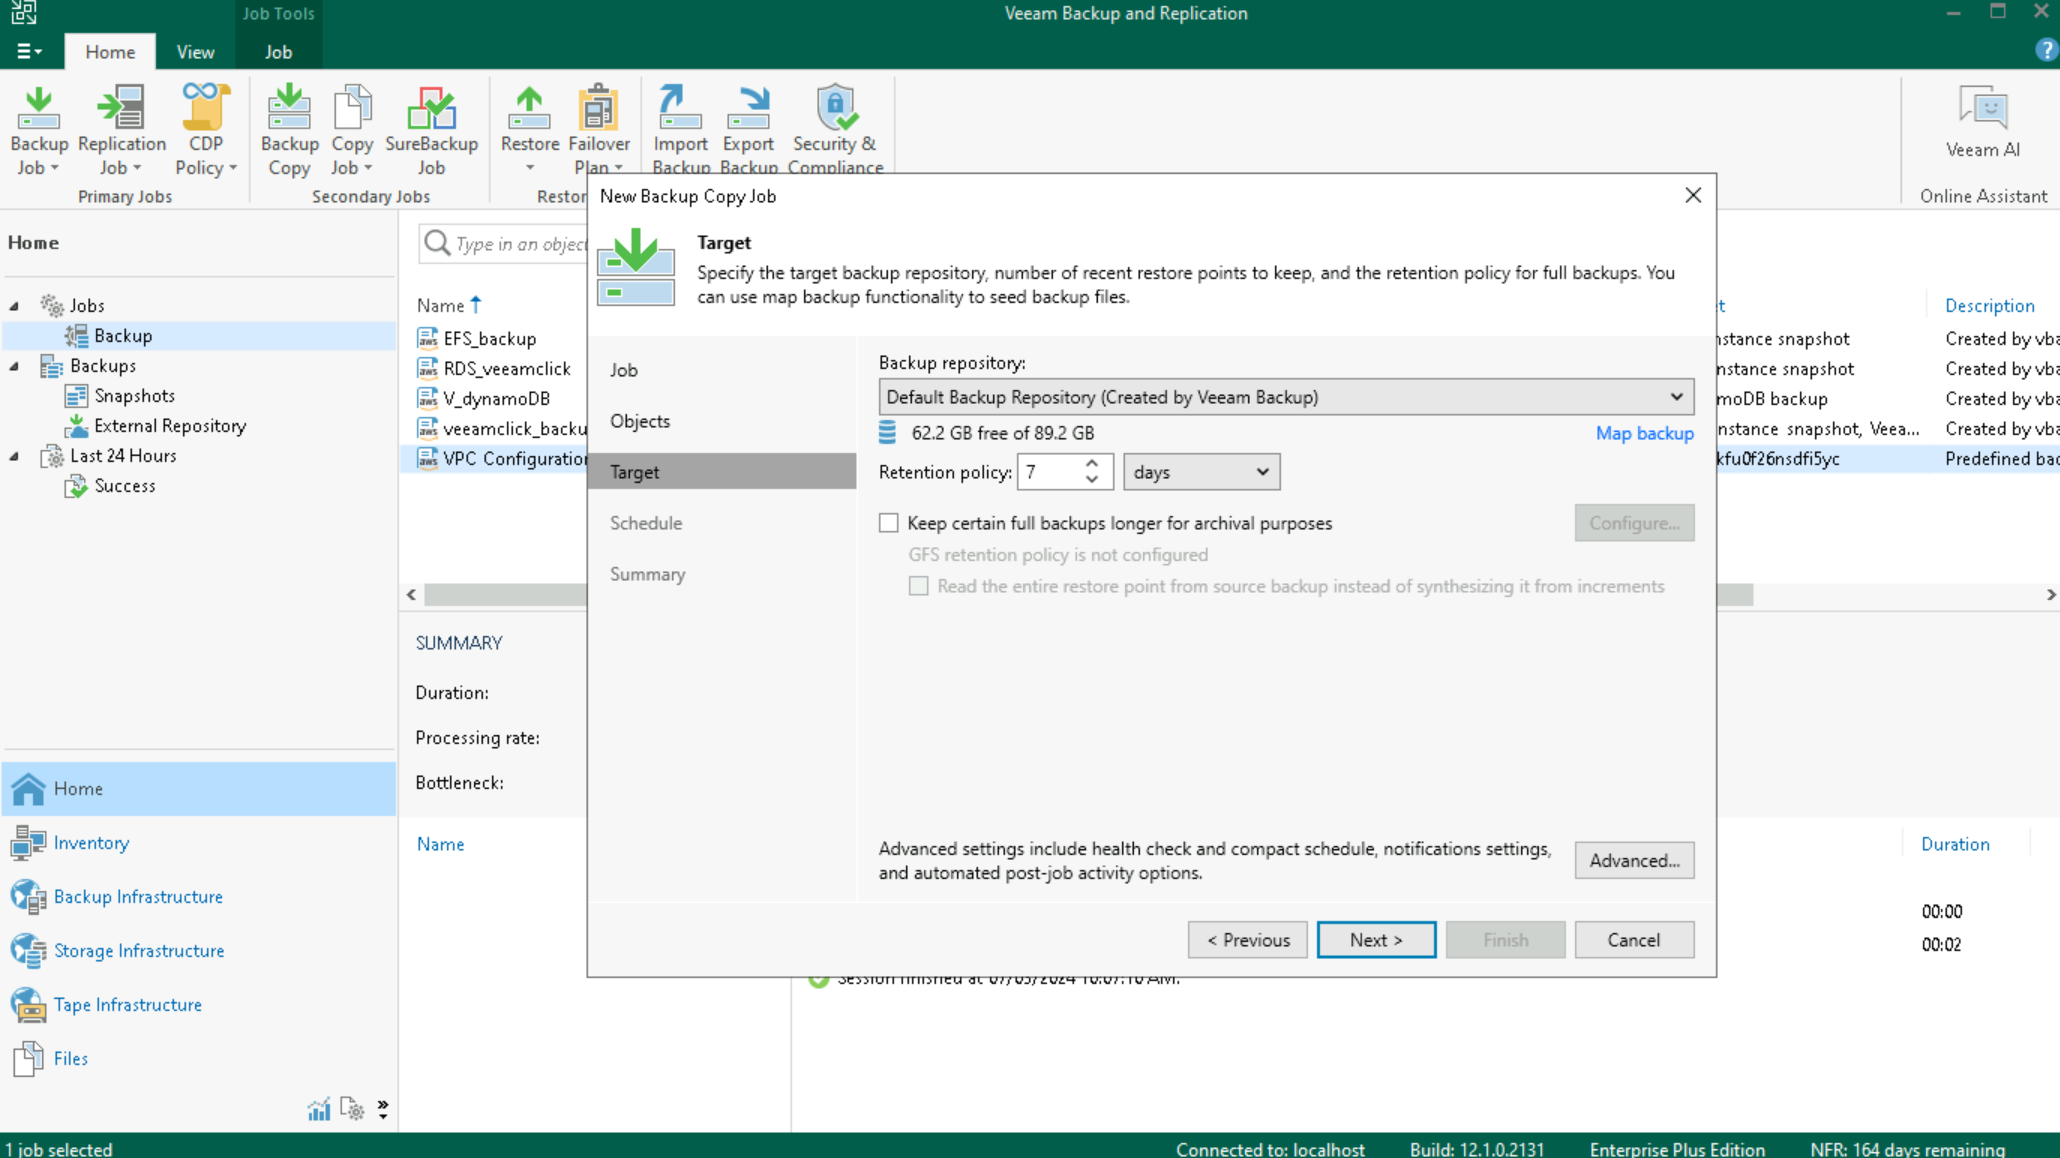 Job Tools
Veeam Backup and Replication
Home
View
Job
Backup Job
Replication Job
CDP Policy
Primary Jobs
Backup Copy
Copy Job
SureBackup Job
Secondary Jobs
Restore
Failover Plan
Restor
Import Backup
Export Backup
Security & Compliance
Veeam AI
Online Assistant
Home
Type in an objec
Jobs
Backup
Backups
Snapshots
External Repository
Last 24 Hours
Success
Name
EFS_backup
RDS_veeamclick
V_dynamoDB
veeamclick_backu
VPC Configuration
New Backup Copy Job
Target
Specify the target backup repository, number of recent restore points to keep, and the retention policy for full backups. You
can use map backup functionality to seed backup files.
Job
Objects
Target
Schedule
Summary
Backup repository:
Default Backup Repository (Created by Veeam Backup)
62.2 GB free of 89.2 GB
Map backup
Retention policy:
7
days
Keep certain full backups longer for archival purposes
Configure...
GFS retention policy is not configured
Read the entire restore point from source backup instead of synthesizing it from increments
Advanced settings include health check and compact schedule, notifications settings,
and automated post-job activity options.
Advanced...
< Previous
Next >
Finish
Cancel
et
Description
nstance snapshot
Created by vba
nstance snapshot
Created by vba
moDB backup
Created by vba
nstance snapshot, Veea...
Created by vba
kfu0f26nsdfi5yc
Predefined bac
SUMMARY
Duration:
Processing rate:
Bottleneck:
Name
Duration
00:00
00:02
Session finished at 07/05/2024 10:07:10 AM.
Home
Inventory
Backup Infrastructure
Storage Infrastructure
Tape Infrastructure
Files
1 job selected
Connected to: localhost
Build: 12.1.0.2131
Enterprise Plus Edition
NFR: 164 days remaining